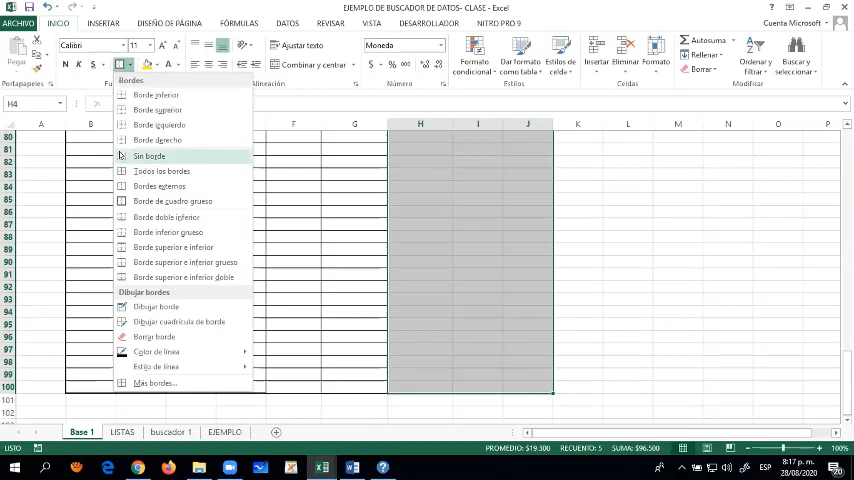 EJEMPLO DE BUSCADOR DE DATOS- CLASE - Excel
ARCHIVO INICIO INSERTAR DISEÑO DE PÁGINA FÓRMULAS DATOS REVISAR VISTA DESARROLLADOR NITRO PRO 9 Cuenta Microsoft
Calibri 11 Ajustar texto Moneda Autosuma
Rellenar
Borrar
Pegar N K S Combinar y centrar $ % 000
Formato condicional Dar formato como tabla Estilos de celda Insertar Eliminar Formato Ordenar y filtrar Buscar y seleccionar
Portapapeles Alineación Número Estilos Celdas Modificar
H4
Bordes
Borde inferior
Borde superior
Borde izquierdo
Borde derecho
Sin borde
Todos los bordes
Bordes externos
Borde de cuadro grueso
Borde doble inferior
Borde inferior grueso
Borde superior e inferior
Borde superior e inferior grueso
Borde superior e inferior doble
Dibujar bordes
Dibujar borde
Dibujar cuadrícula de borde
Borrar borde
Color de línea
Estilo de línea
Más bordes...
A B F G H I J K L M N O P
80
81
82
83
84
85
86
87
88
89
90
91
92
93
94
95
96
97
98
99
100
101
102
Base 1 LISTAS buscador 1 EJEMPLO
LISTO PROMEDIO: $19.300 RECUENTO: 5 SUMA: $96.500 100%
ESP 8:17 p. m.
28/08/2020
20